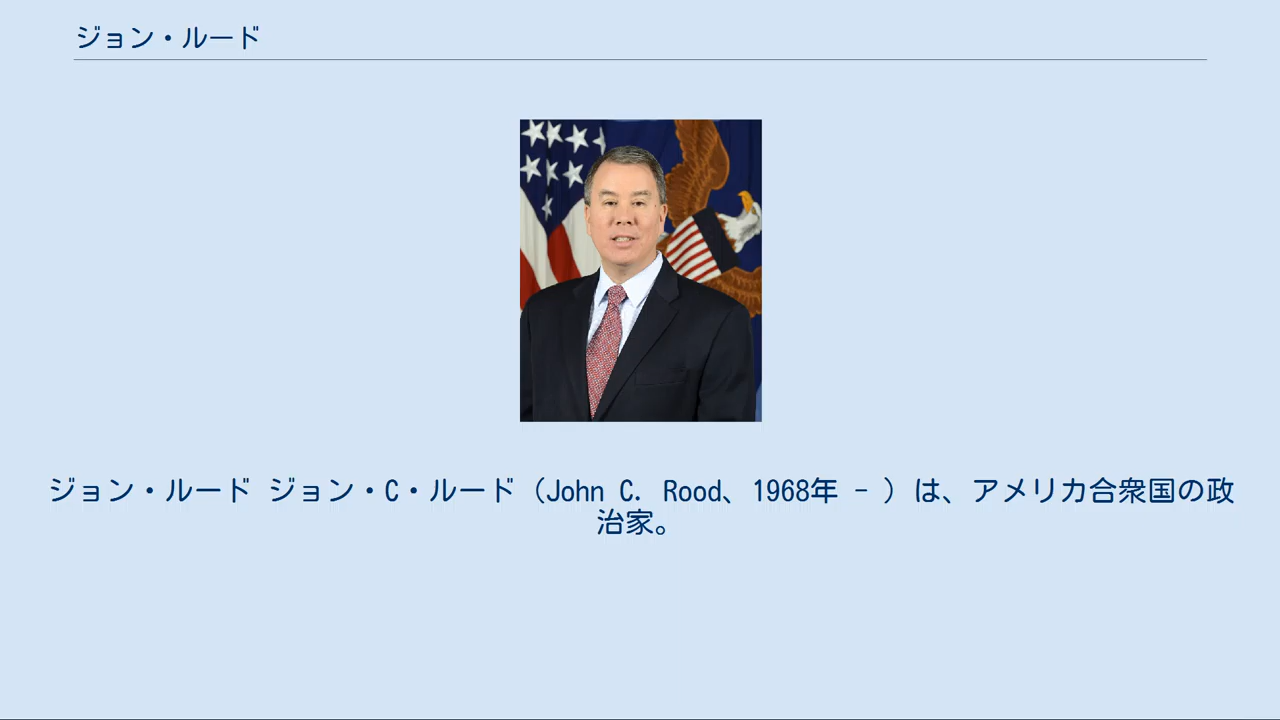 ジョン・ルード
ジョン・ルード ジョン・C・ルード（John C. Rood、1968年 - ）は、アメリカ合衆国の政
治家。